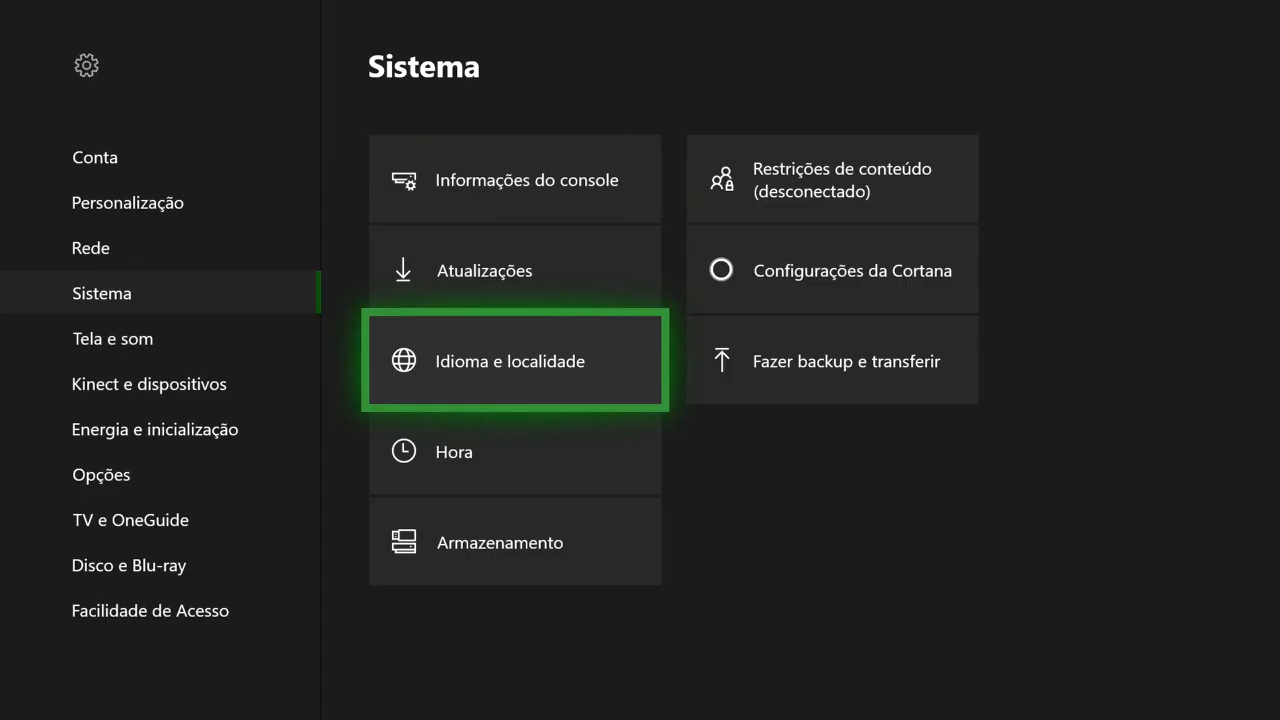 Sistema
Conta
Personalização
Rede
Sistema
Tela e som
Kinect e dispositivos
Energia e inicialização
Opções
TV e OneGuide
Disco e Blu-ray
Facilidade de Acesso
Informações do console
Atualizações
Idioma e localidade
Hora
Armazenamento
Restrições de conteúdo
(desconectado)
Configurações da Cortana
Fazer backup e transferir